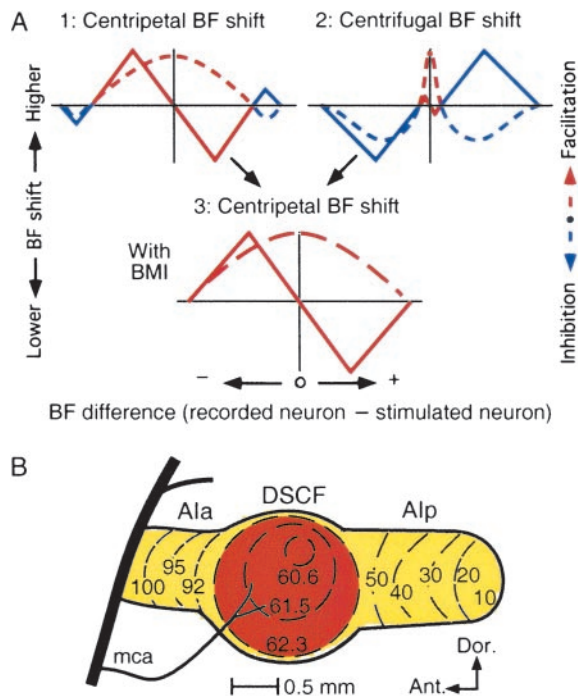 A
1: Centripetal BF shift
2: Centrifugal BF shift
Lower ← BF shift → Higher
Inhibition Facilitation
3: Centripetal BF shift
With
BMI
− o +
BF difference (recorded neuron − stimulated neuron)
B
AIa
DSCF
AIp
100 95 92
60.6
61.5
62.3
50 40 30 20 10
mca
0.5 mm
Dor.
Ant.